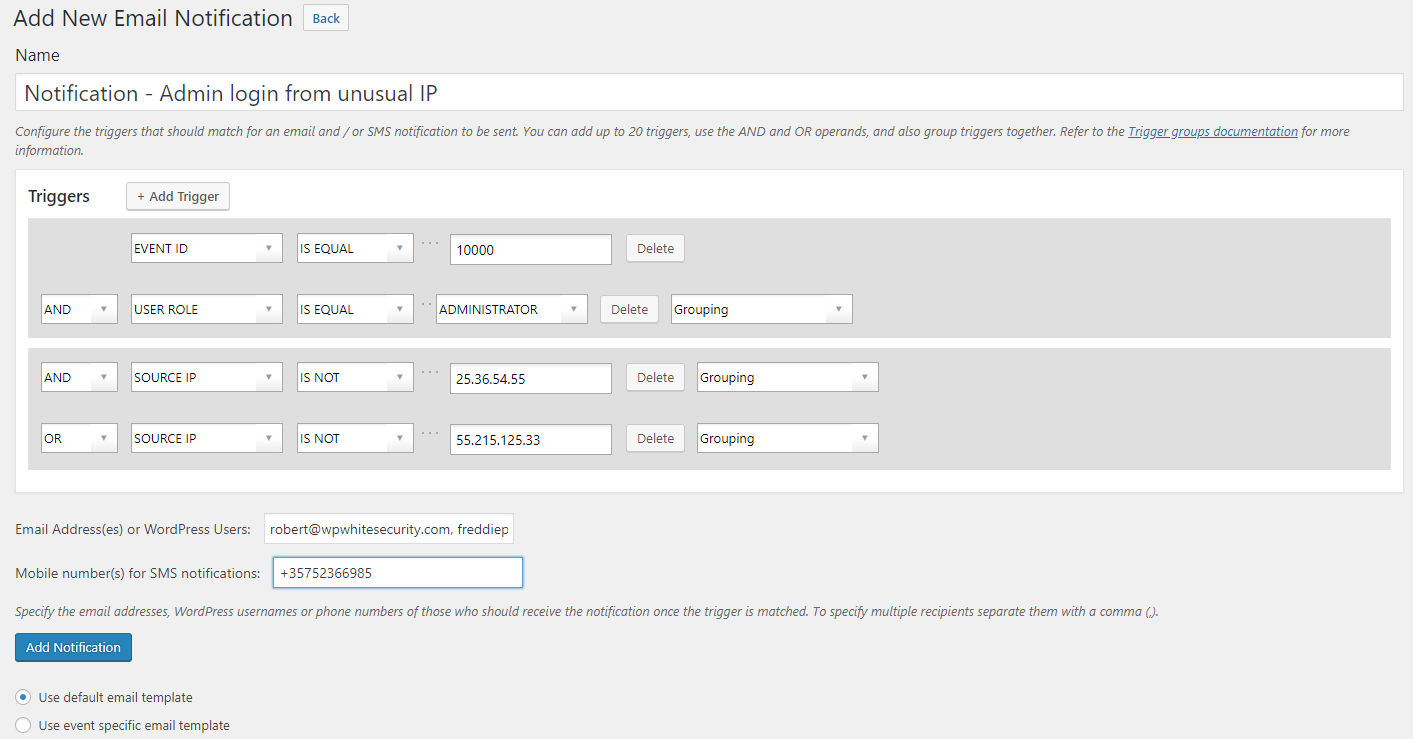 Add New Email Notification Back
Name
Notification - Admin login from unusual IP
Configure the triggers that should match for an email and / or SMS notification to be sent. You can add up to 20 triggers, use the AND and OR operands, and also group triggers together. Refer to the Trigger groups documentation for more
information.
Triggers + Add Trigger
EVENT ID IS EQUAL 10000 Delete
AND USER ROLE IS EQUAL ADMINISTRATOR Delete Grouping
AND SOURCE IP IS NOT 25.36.54.55 Delete Grouping
OR SOURCE IP IS NOT 55.215.125.33 Delete Grouping
Email Address(es) or WordPress Users: robert@wpwhitesecurity.com, freddiep
Mobile number(s) for SMS notifications: +35752366985
Specify the email addresses, WordPress usernames or phone numbers of those who should receive the notification once the trigger is matched. To specify multiple recipients separate them with a comma (,).
Add Notification
Use default email template
Use event specific email template